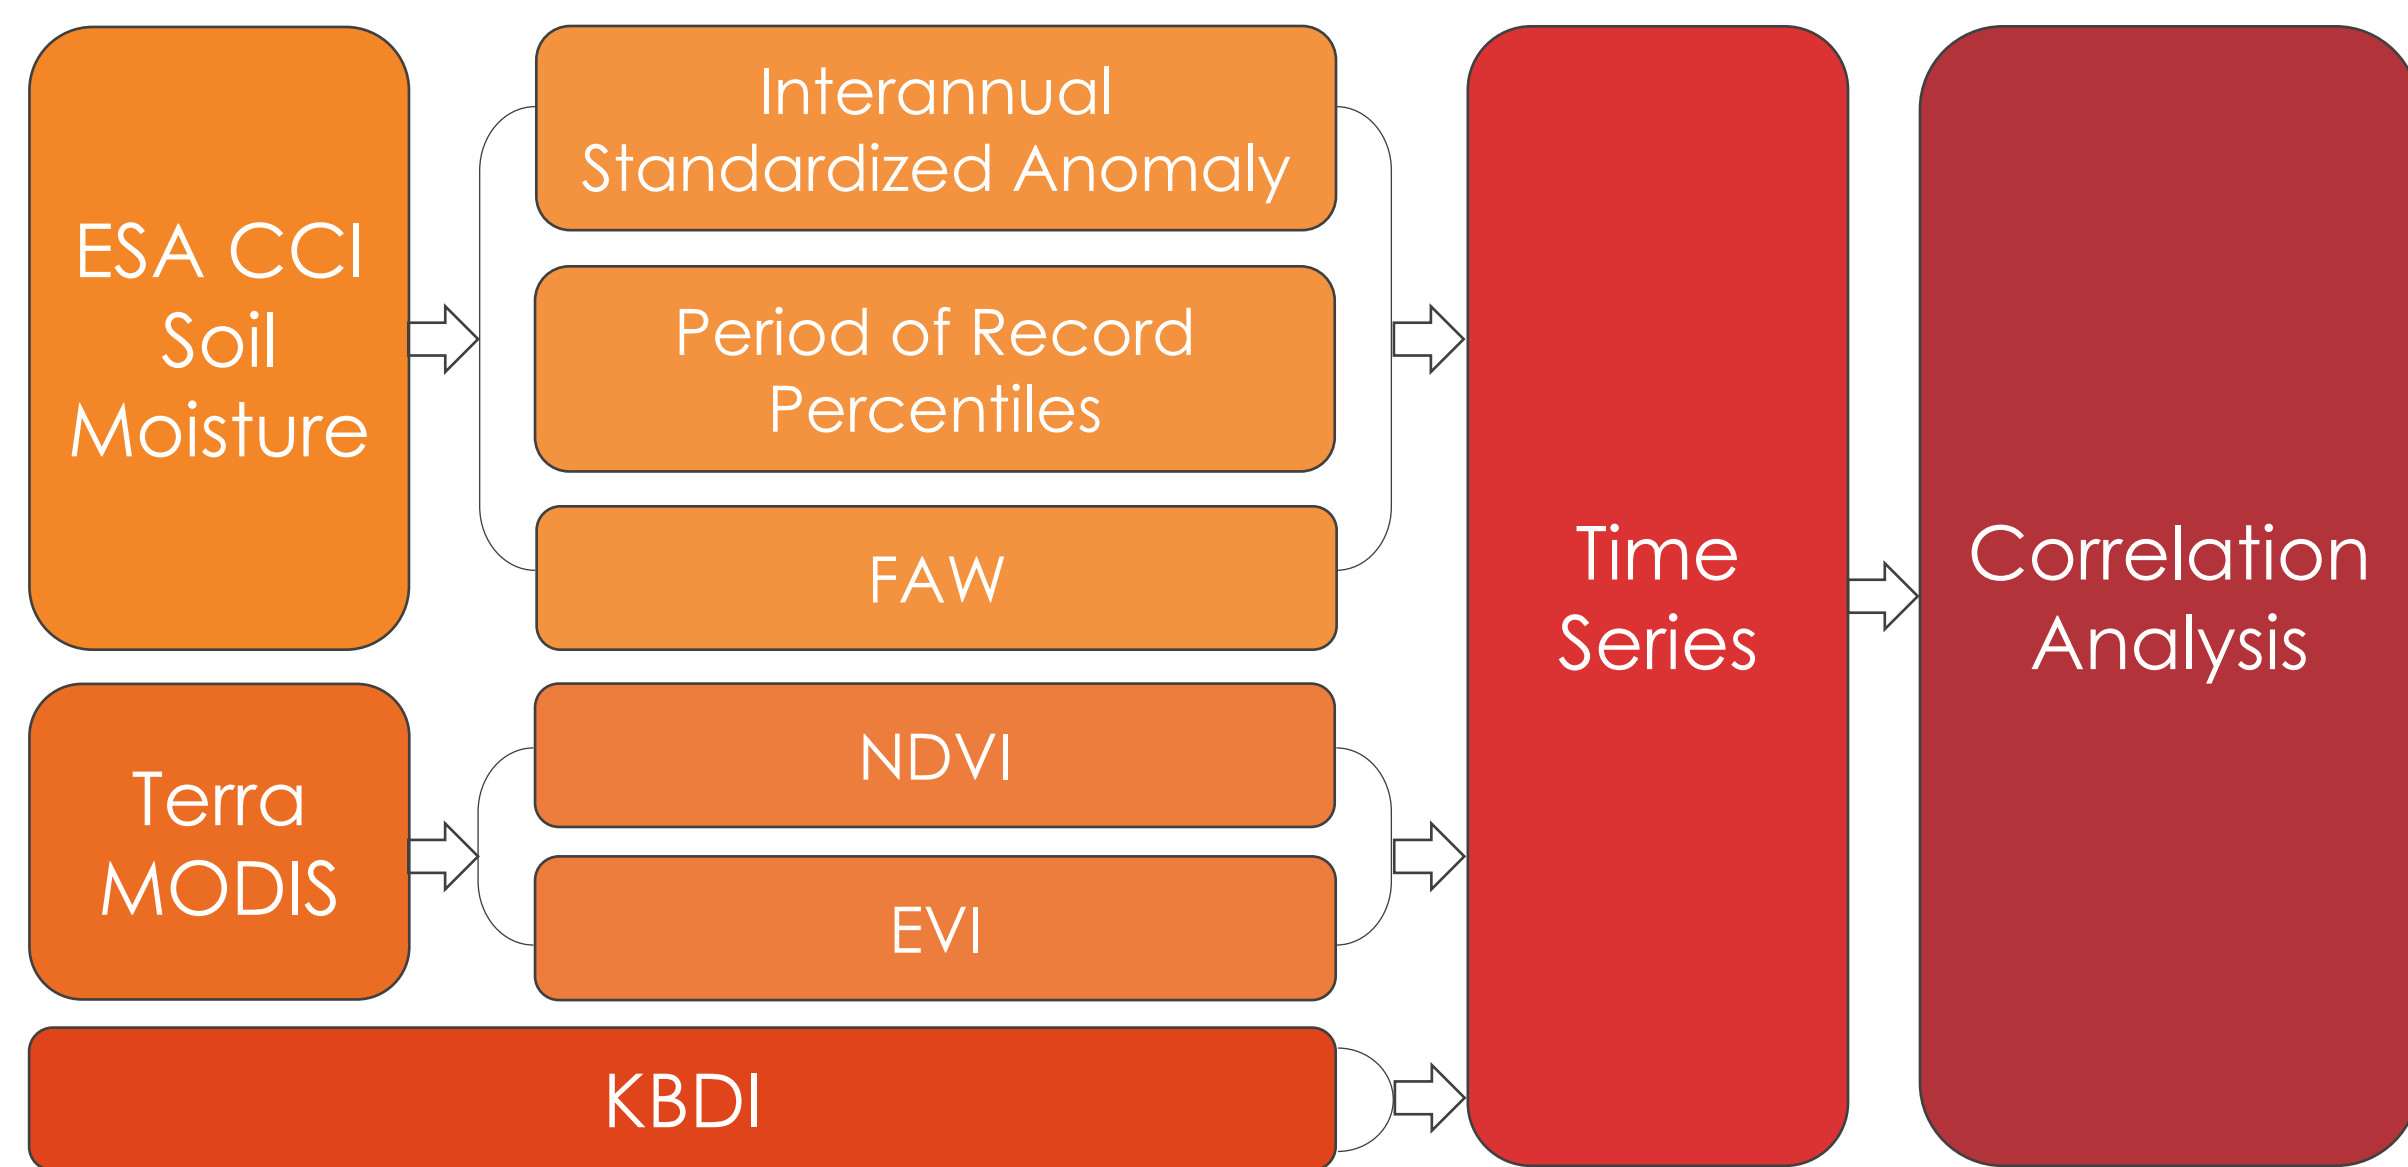 ESA CCI
Soil
Moisture
Interannual
Standardized Anomaly
Period of Record
Percentiles
FAW
Terra
MODIS
NDVI
EVI
KBDI
Time
Series
Correlation
Analysis